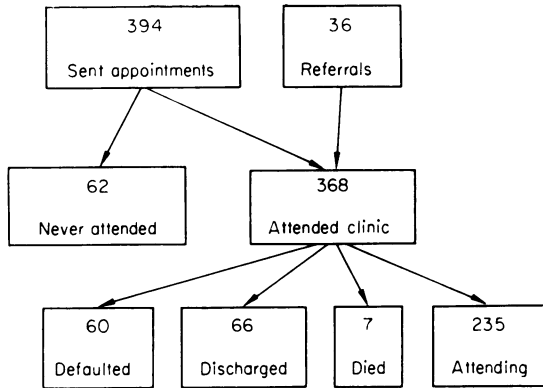 394
Sent appointments
36
Referrals
62
Never attended
368
Attended clinic
60
Defaulted
66
Discharged
7
Died
235
Attending